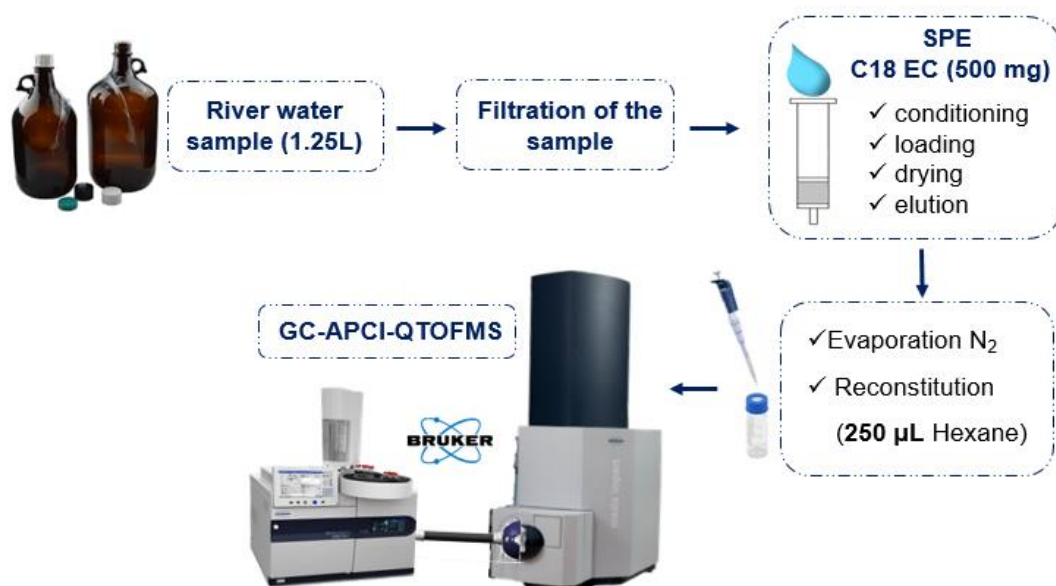 River water
sample (1.25L)
Filtration of the
sample
SPE
C18 EC (500 mg)
✓ conditioning
✓ loading
✓ drying
✓ elution
✓Evaporation N₂
✓ Reconstitution
(250 µL Hexane)
GC-APCI-QTOFMS
BRUKER